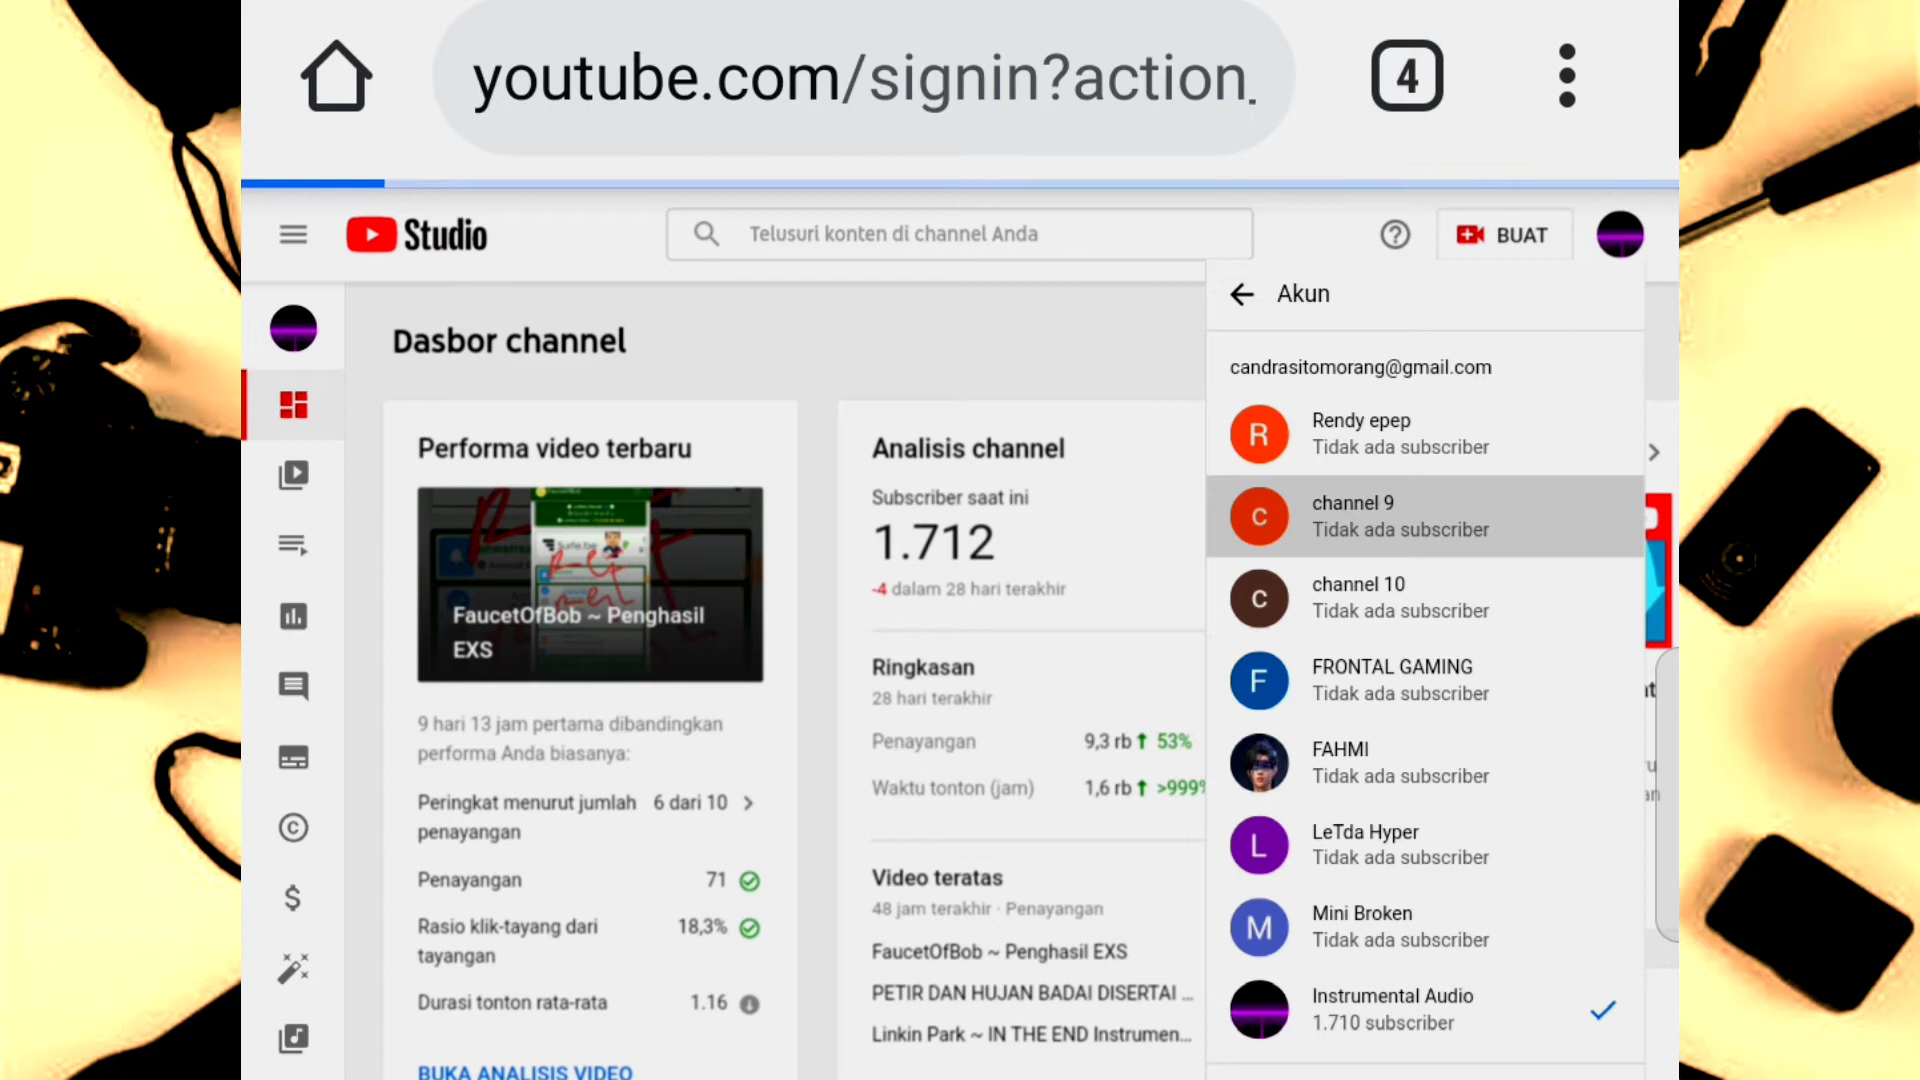 youtube.com/signin?action_
4
Studio
Telusuri konten di channel Anda
BUAT
Akun
candrasitomorang@gmail.com
R
Rendy epep
Tidak ada subscriber
C
channel 9
Tidak ada subscriber
C
channel 10
Tidak ada subscriber
F
FRONTAL GAMING
Tidak ada subscriber
FAHMI
Tidak ada subscriber
L
LeTda Hyper
Tidak ada subscriber
M
Mini Broken
Tidak ada subscriber
Instrumental Audio
1.710 subscriber
Dasbor channel
Performa video terbaru
FaucetOfBob ~ Penghasil
EXS
9 hari 13 jam pertama dibandingkan
performa Anda biasanya:
Peringkat menurut jumlah 6 dari 10
penayangan
Penayangan 71
Rasio klik-tayang dari 18,3%
tayangan
Durasi tonton rata-rata 1.16
BUKA ANALISIS VIDEO
Analisis channel
Subscriber saat ini
1.712
-4 dalam 28 hari terakhir
Ringkasan
28 hari terakhir
Penayangan 9,3 rb 53%
Waktu tonton (jam) 1,6 rb >999%
Video teratas
48 jam terakhir · Penayangan
FaucetOfBob ~ Penghasil EXS
PETIR DAN HUJAN BADAI DISERTAI ...
Linkin Park ~ IN THE END Instrumen...